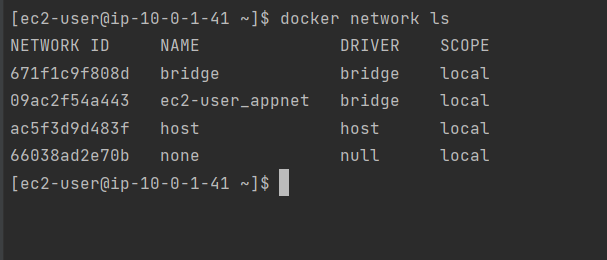 [ec2-user@ip-10-0-1-41 ~]$ docker network ls
NETWORK ID     NAME              DRIVER    SCOPE
671f1c9f808d   bridge            bridge    local
09ac2f54a443   ec2-user_appnet   bridge    local
ac5f3d9d483f   host              host      local
66038ad2e70b   none              null      local
[ec2-user@ip-10-0-1-41 ~]$